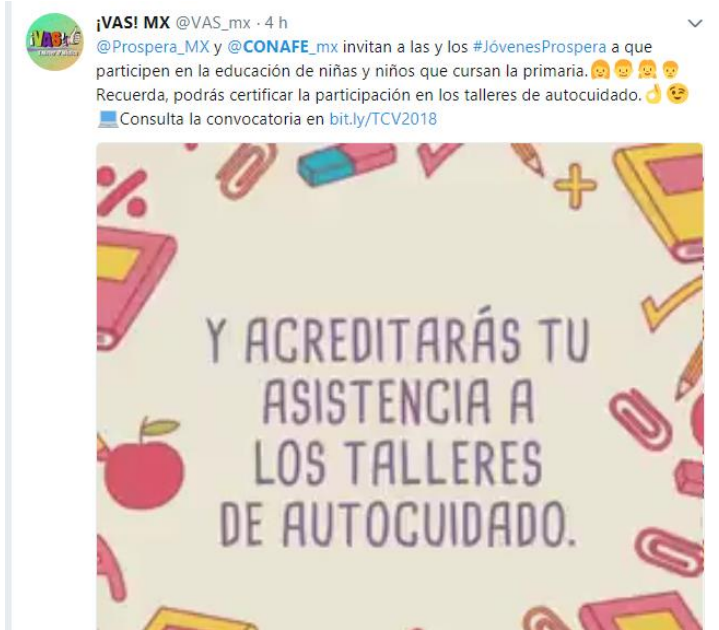 ¡VAS! MX @VAS_mx · 4 h
@Prospera_MX y @CONAFE_mx invitan a las y los #JóvenesProspera a que
participen en la educación de niñas y niños que cursan la primaria.
Recuerda, podrás certificar la participación en los talleres de autocuidado.
Consulta la convocatoria en bit.ly/TCV2018
Y ACREDITARÁS TU
ASISTENCIA A
LOS TALLERES
DE AUTOCUIDADO.